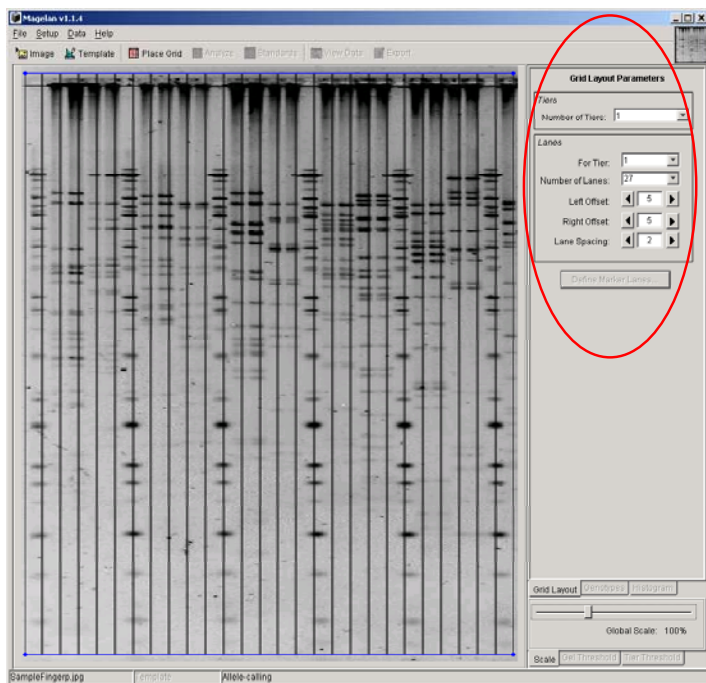 Magelan v1.1.4
File Setup Data Help
Image Template Place Grid Analyze Standards View Data Export
Grid Layout Parameters
Tiers
Number of Tiers: 1
Lanes
For Tier: 1
Number of Lanes: 27
Left Offset: 5
Right Offset: 5
Lane Spacing: 2
Define Marker Lanes...
Grid Layout Genotypes Histogram
Global Scale: 100%
Scale Gel Threshold Tier Threshold
SampleFingerp.jpg Template Allele-calling